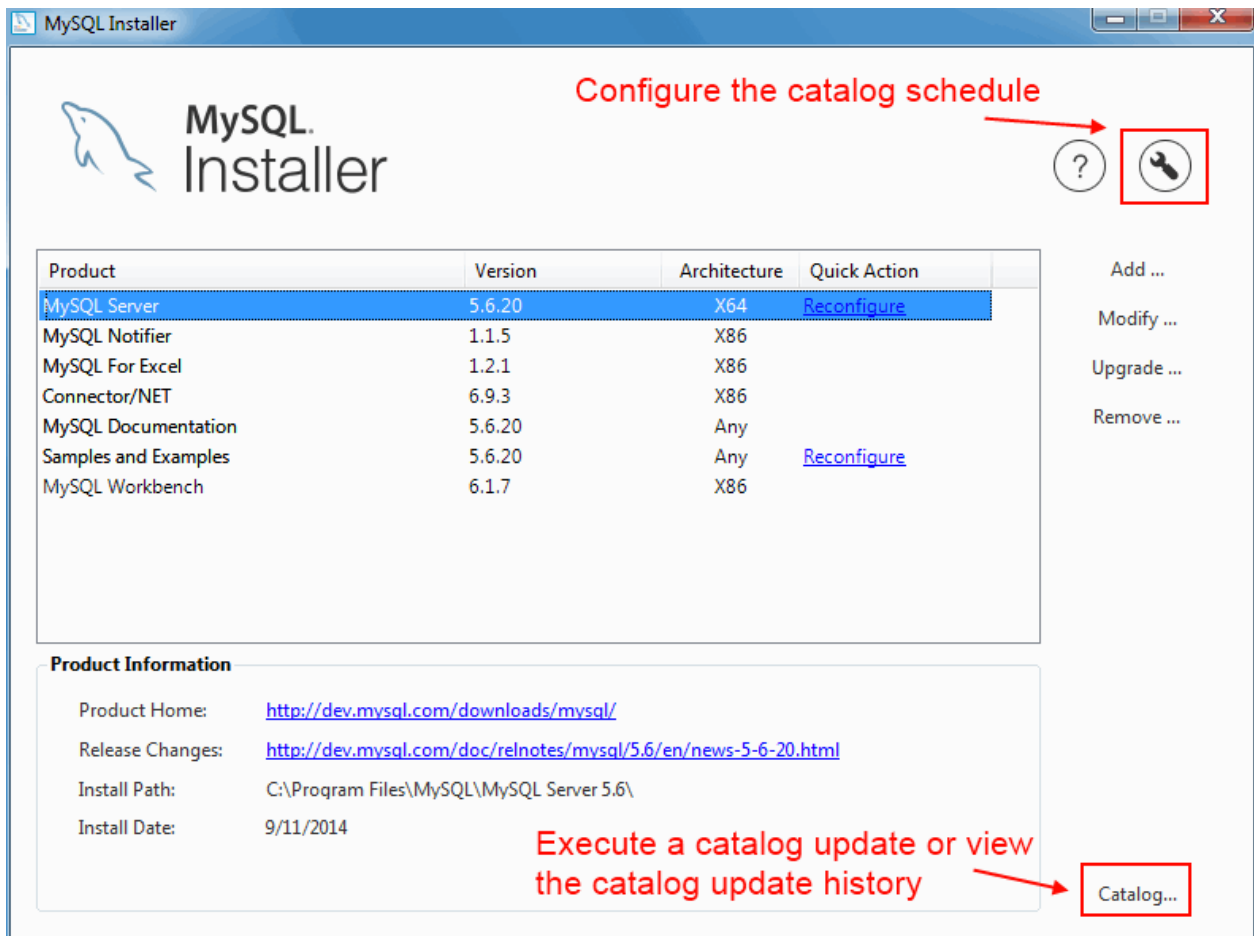 MySQL Installer
Configure the catalog schedule
MySQL.
Installer
?
Product Version Architecture Quick Action
MySQL Server 5.6.20 X64 Reconfigure
MySQL Notifier 1.1.5 X86
MySQL For Excel 1.2.1 X86
Connector/NET 6.9.3 X86
MySQL Documentation 5.6.20 Any
Samples and Examples 5.6.20 Any Reconfigure
MySQL Workbench 6.1.7 X86
Add ...
Modify ...
Upgrade ...
Remove ...
Product Information
Product Home: http://dev.mysql.com/downloads/mysql/
Release Changes: http://dev.mysql.com/doc/relnotes/mysql/5.6/en/news-5-6-20.html
Install Path: C:\Program Files\MySQL\MySQL Server 5.6\
Install Date: 9/11/2014
Execute a catalog update or view
the catalog update history
Catalog...